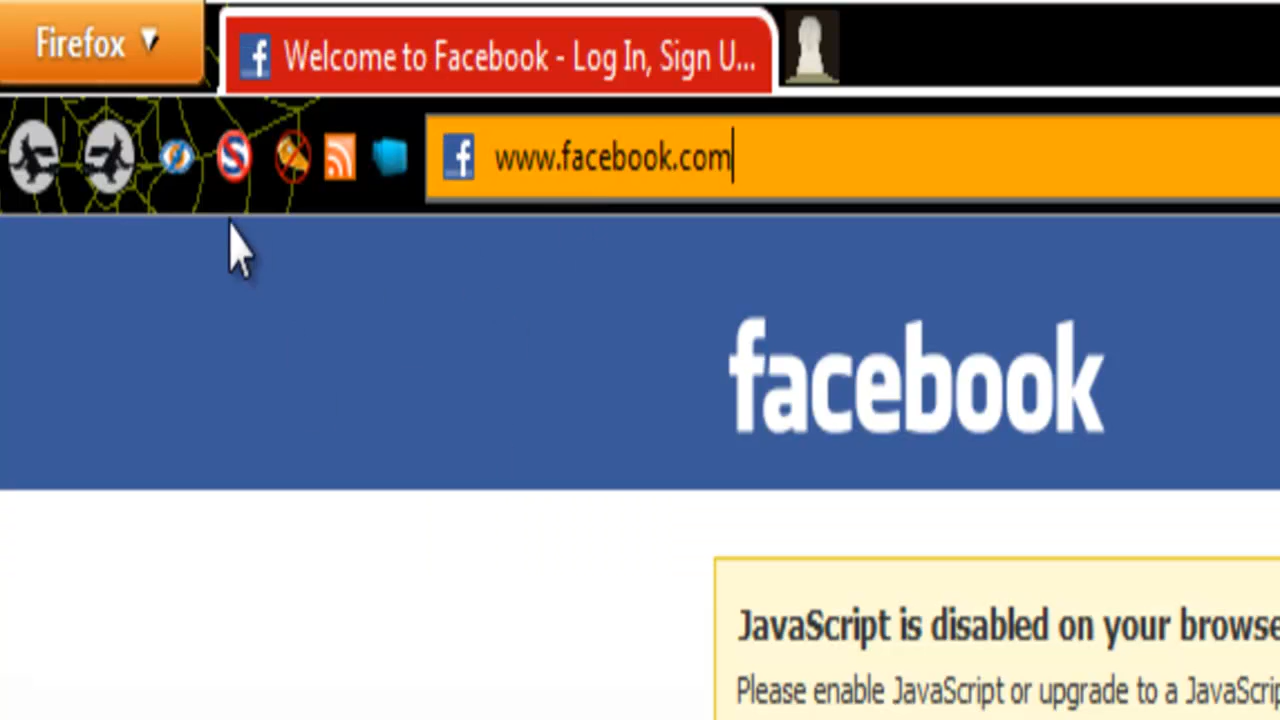 Firefox
Welcome to Facebook - Log In, Sign U...
www.facebook.com
facebook
JavaScript is disabled on your browse
Please enable JavaScript or upgrade to a JavaScrip